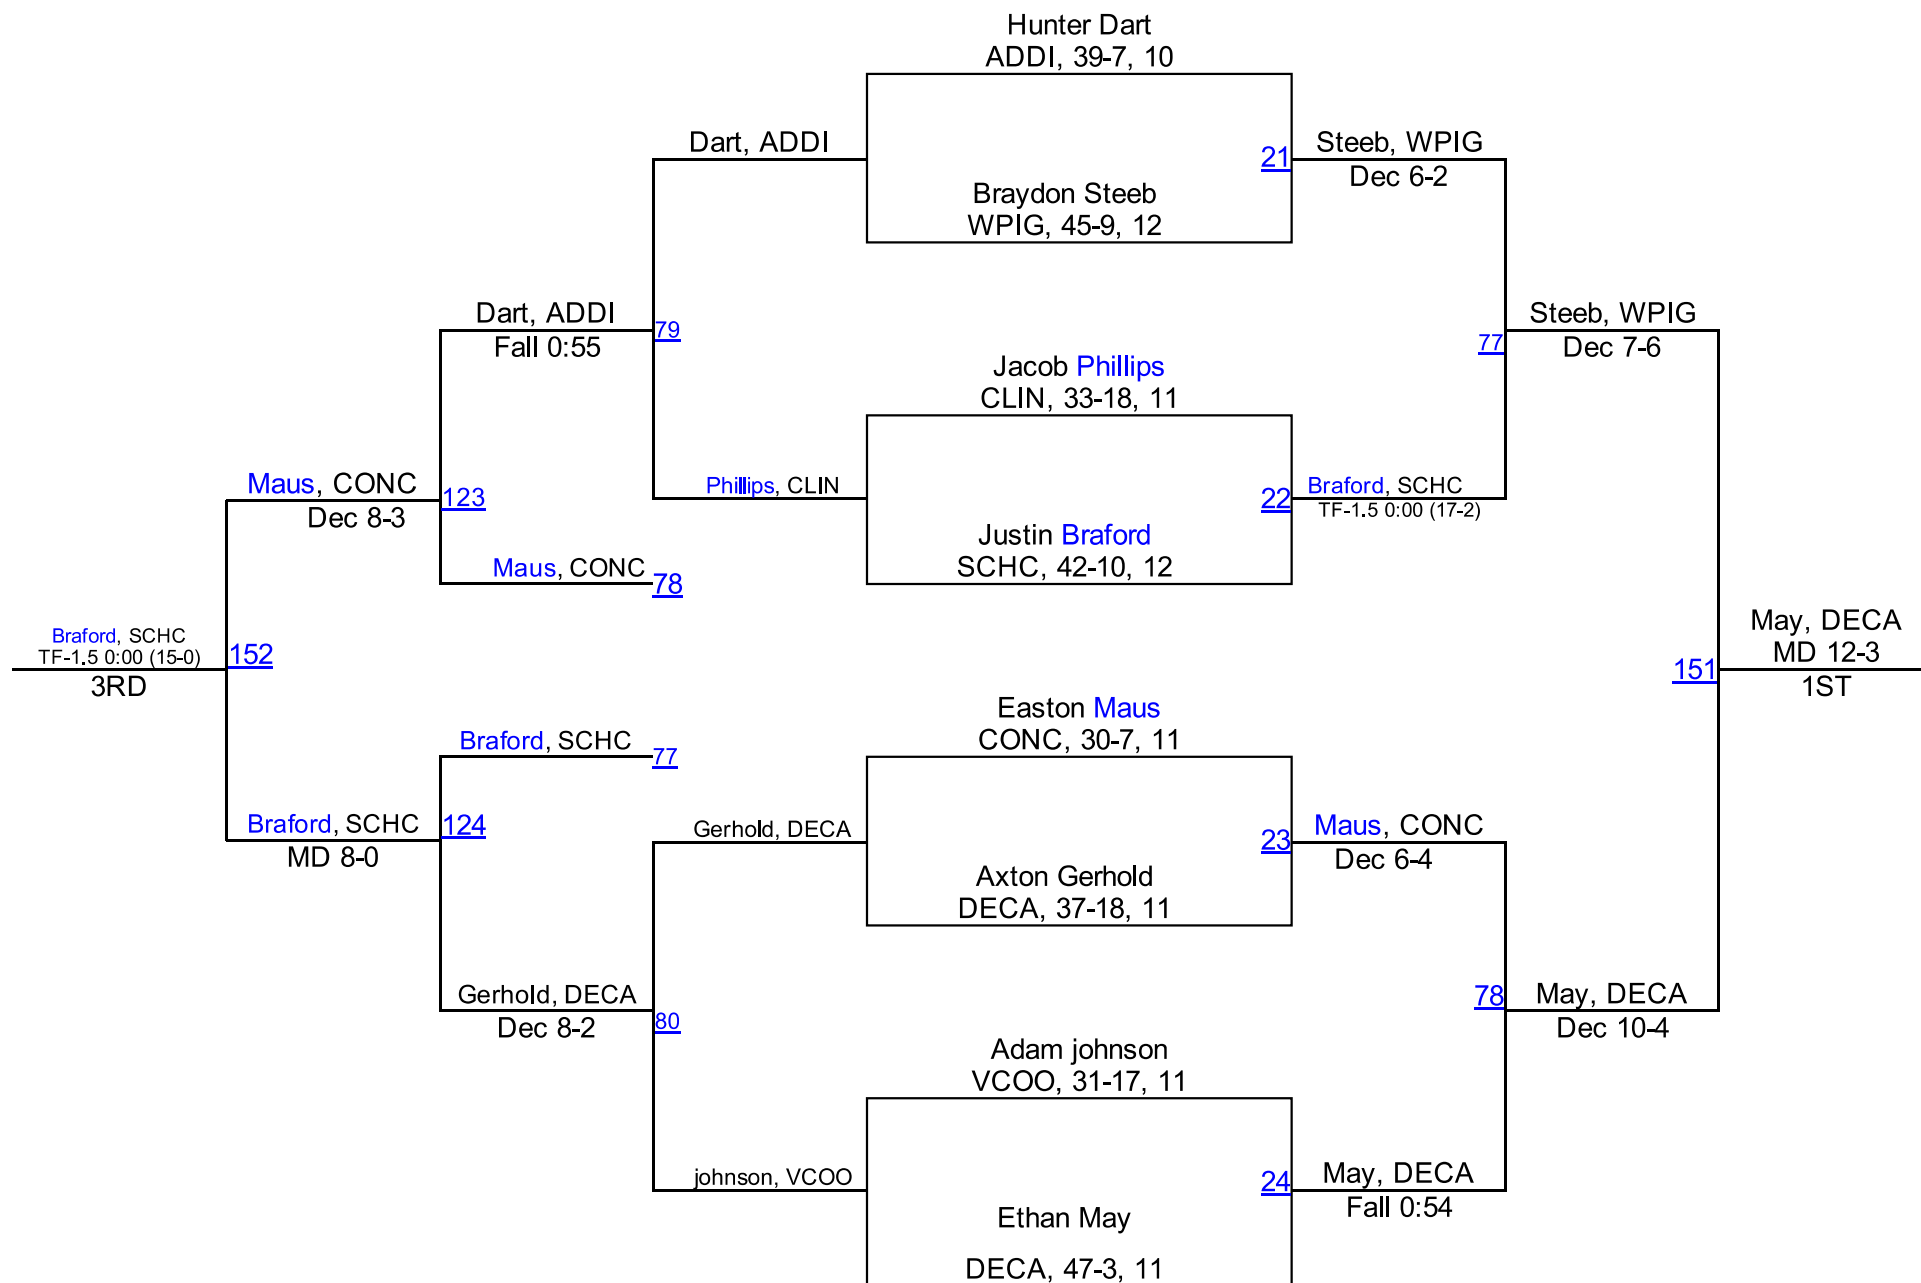 Hunter Dart
ADDI, 39-7, 10
Dart, ADDI
21
Steeb, WPIG
Dec 6-2
Braydon Steeb
WPIG, 45-9, 12
Dart, ADDI
Fall 0:55
79
77
Steeb, WPIG
Dec 7-6
Jacob Phillips
CLIN, 33-18, 11
Maus, CONC
Dec 8-3
123
Phillips, CLIN
22
Braford, SCHC
TF-1.5 0:00 (17-2)
Justin Braford
SCHC, 42-10, 12
Maus, CONC
78
Braford, SCHC
TF-1.5 0:00 (15-0)
3RD
152
151
May, DECA
MD 12-3
1ST
Easton Maus
CONC, 30-7, 11
Braford, SCHC
77
Braford, SCHC
MD 8-0
124
Gerhold, DECA
23
Maus, CONC
Dec 6-4
Axton Gerhold
DECA, 37-18, 11
Gerhold, DECA
Dec 8-2
80
78
May, DECA
Dec 10-4
Adam johnson
VCOO, 31-17, 11
johnson, VCOO
24
May, DECA
Fall 0:54
Ethan May
DECA, 47-3, 11